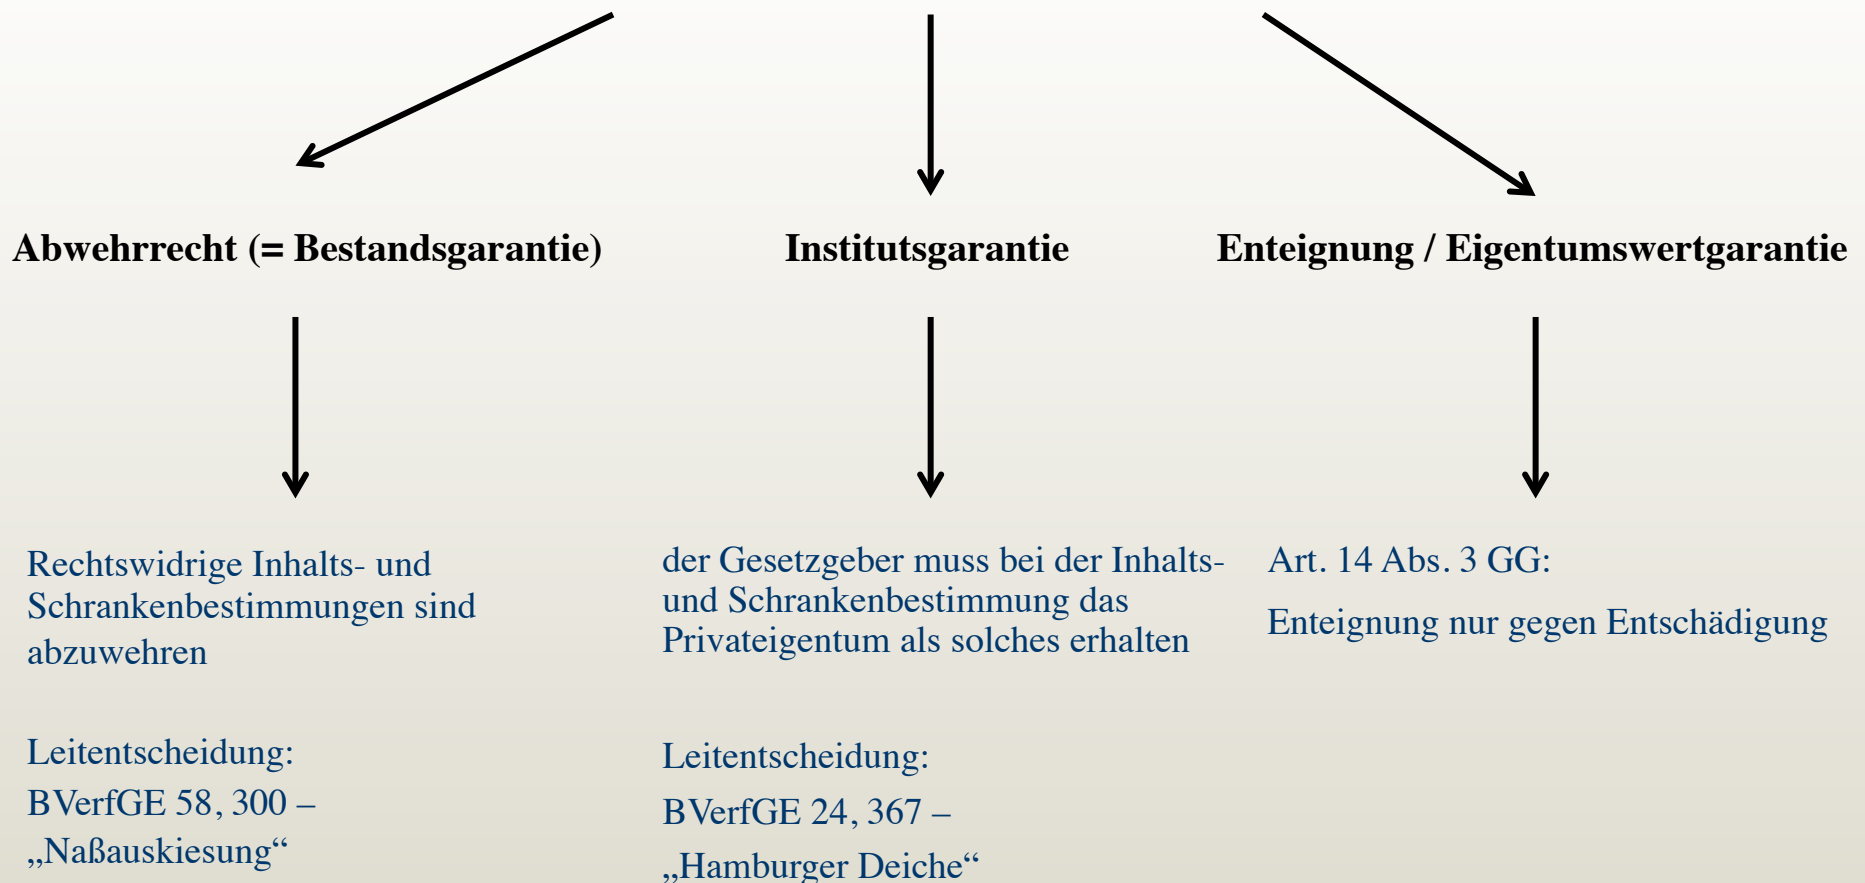 Abwehrrecht (= Bestandsgarantie)
Institutsgarantie
Enteignung / Eigentumswertgarantie
Rechtswidrige Inhalts- und
Schrankenbestimmungen sind
abzuwehren
Leitentscheidung:
BVerfGE 58, 300 –
„Naßauskiesung“
der Gesetzgeber muss bei der Inhalts-
und Schrankenbestimmung das
Privateigentum als solches erhalten
Leitentscheidung:
BVerfGE 24, 367 –
„Hamburger Deiche“
Art. 14 Abs. 3 GG:
Enteignung nur gegen Entschädigung